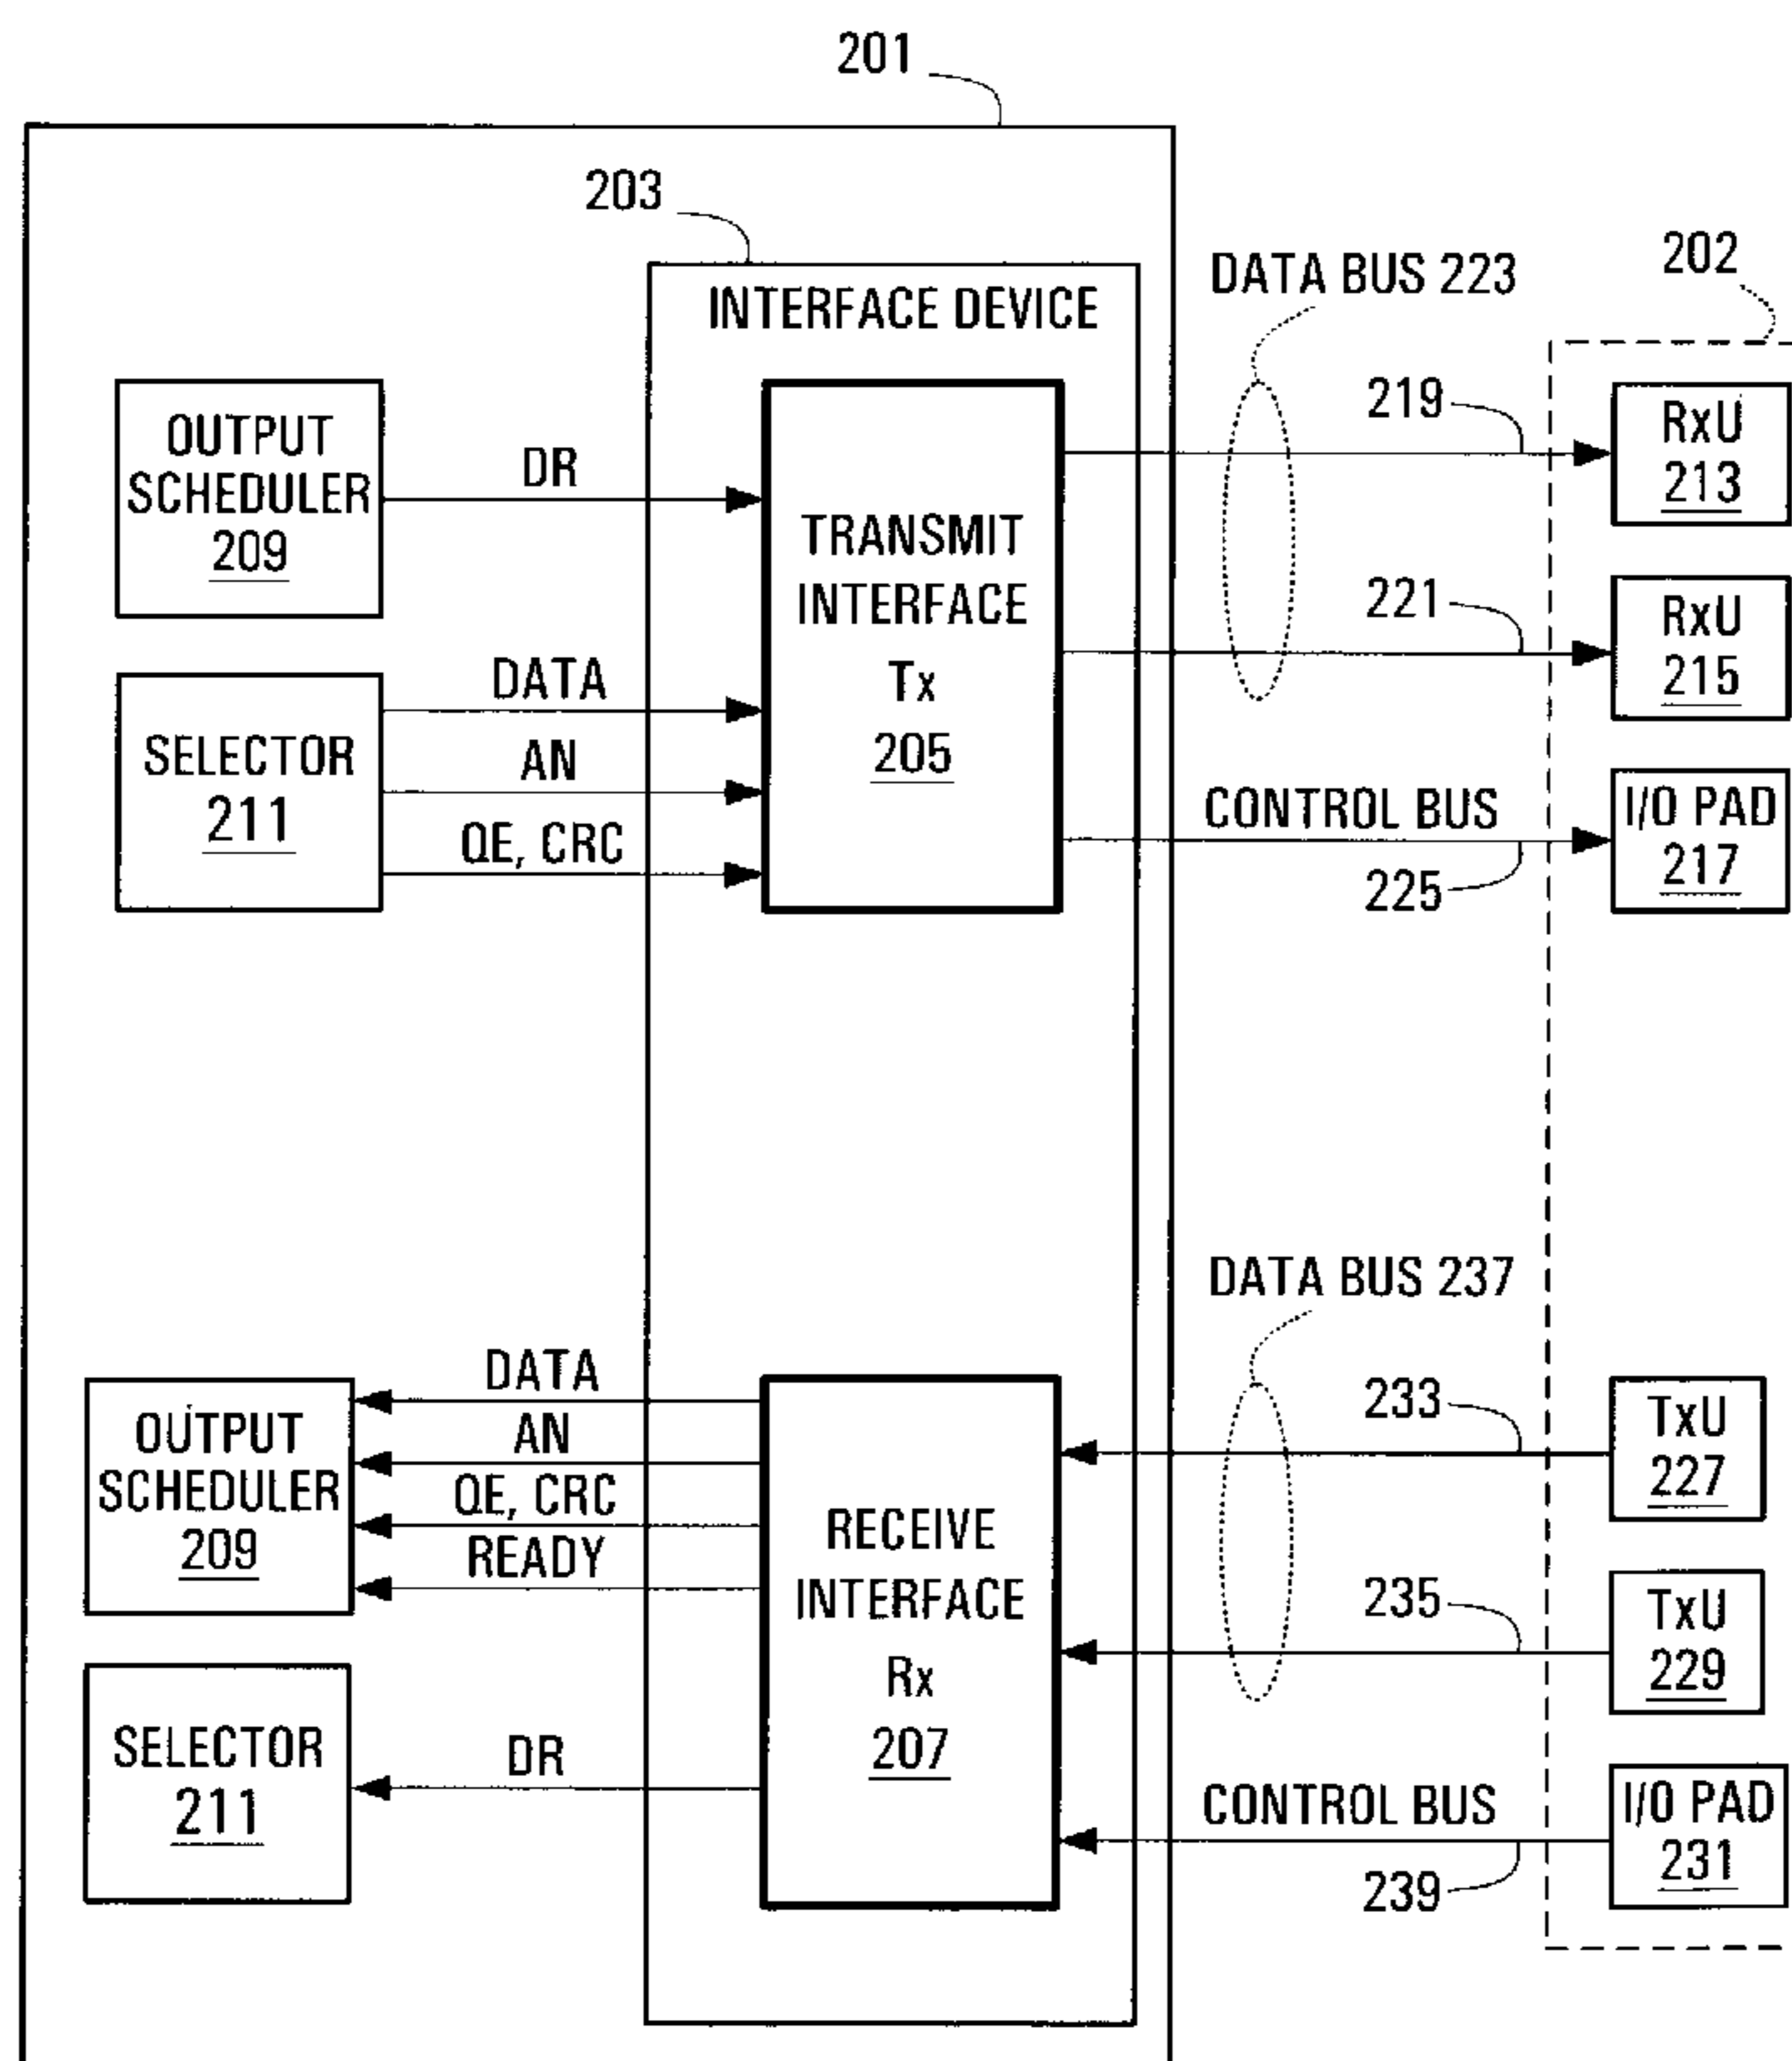 201
203
202
DATA BUS 223
INTERFACE DEVICE
OUTPUT
SCHEDULER
209
DR
TRANSMIT
INTERFACE
Tx
205
219
RxU
213
221
RxU
215
SELECTOR
211
DATA
AN
QE, CRC
CONTROL BUS
225
I/O PAD
217
DATA BUS 237
OUTPUT
SCHEDULER
209
DATA
AN
QE, CRC
READY
RECEIVE
INTERFACE
Rx
207
233
TxU
227
235
TxU
229
SELECTOR
211
DR
CONTROL BUS
239
I/O PAD
231